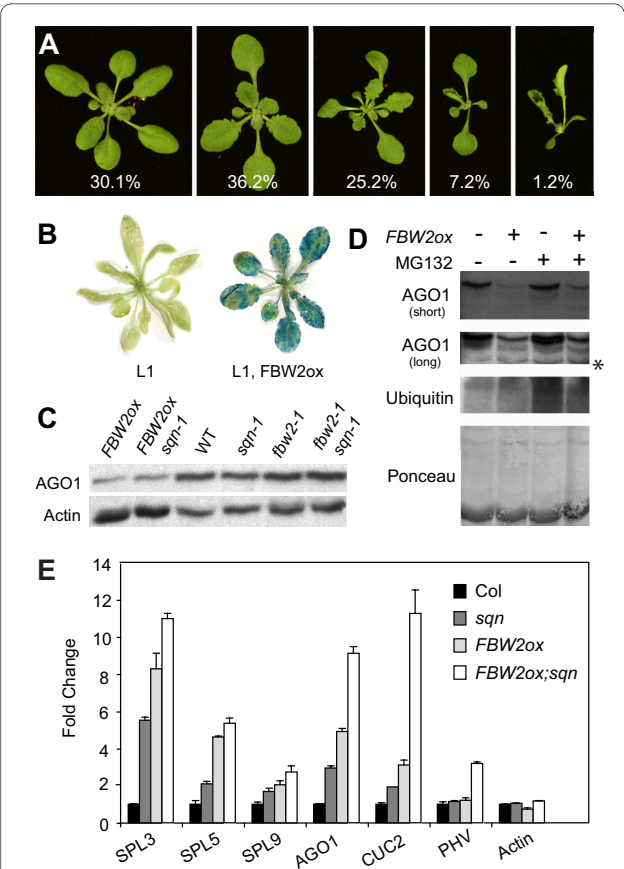 A
30.1%
36.2%
25.2%
7.2%
1.2%
B
L1
L1, FBW2ox
C
FBW2ox
FBW2ox
sqn-1
WT
sqn-1
fbw2-1
fbw2-1
sqn-1
AGO1
Actin
D
FBW2ox - + - +
MG132 - - + +
AGO1
(short)
AGO1
(long)
*
Ubiquitin
Ponceau
E
14
12
10
8
6
4
2
0
Fold Change
Col
sqn
FBW2ox
FBW2ox;sqn
SPL3
SPL5
SPL9
AGO1
CUC2
PHV
Actin